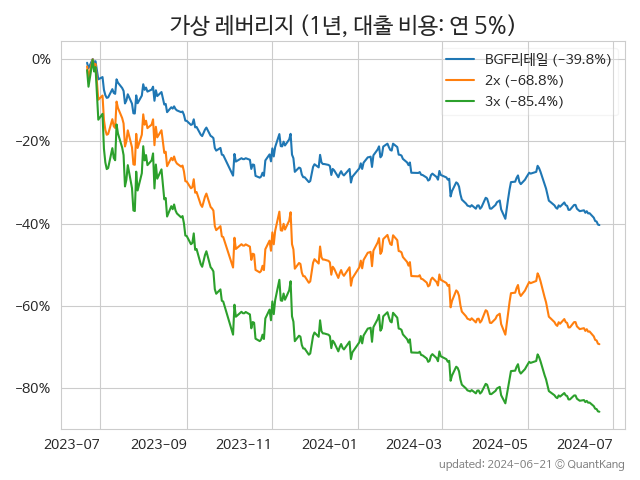 가상 레버리지 (1년, 대출 비용: 연 5%)
BGF리테일 (−39.8%)
2x (−68.8%)
3x (−85.4%)
0%
−20%
−40%
−60%
−80%
2023-07 2023-09 2023-11 2024-01 2024-03 2024-05 2024-07
updated: 2024-06-21 © QuantKang